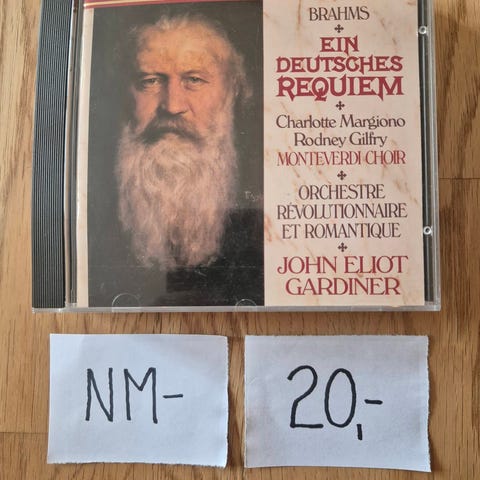 BRAHMS
EIN
DEUTSCHES
REQUIEM
Charlotte Margiono
Rodney Gilfry
MONTEVERDI CHOIR
ORCHESTRE
RÉVOLUTIONNAIRE
ET ROMANTIQUE
JOHN ELIOT
GARDINER
NM-
20,-